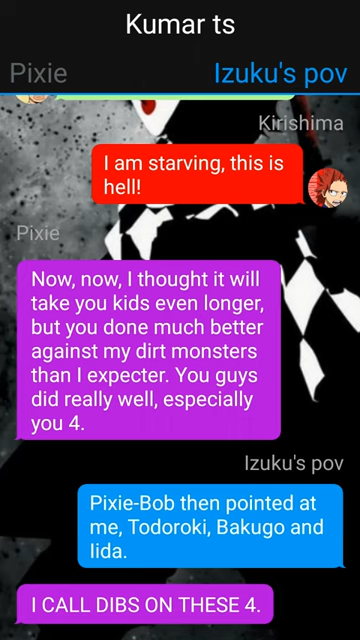 Kumar ts
Pixie
Izuku's pov
Kirishima
I am starving, this is
hell!
Pixie
Now, now, I thought it will
take you kids even longer,
but you done much better
against my dirt monsters
than I expecter. You guys
did really well, especially
you 4.
Izuku's pov
Pixie-Bob then pointed at
me, Todoroki, Bakugo and
Iida.
I CALL DIBS ON THESE 4.